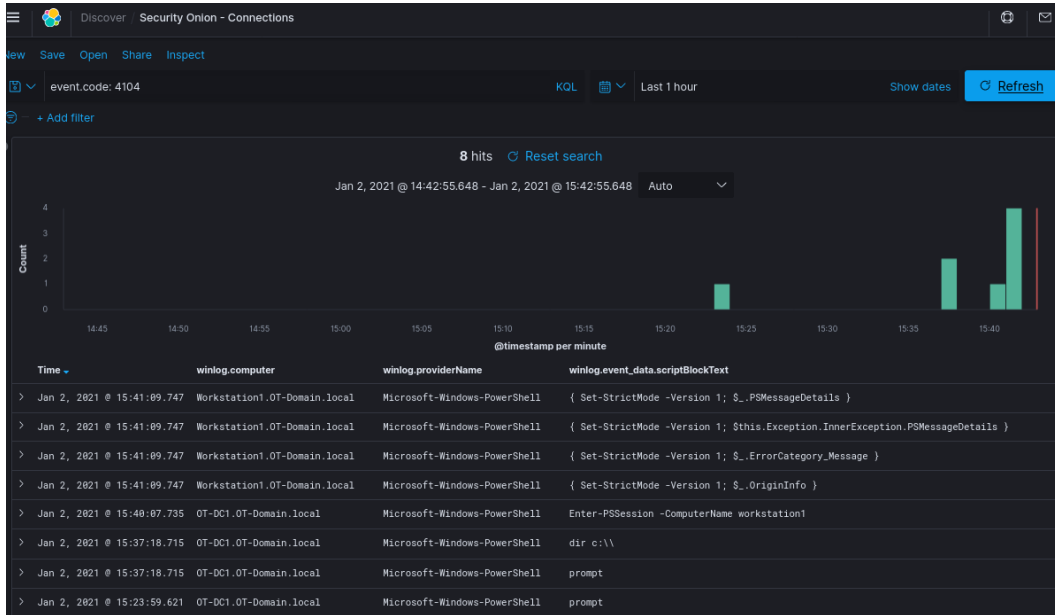 Discover / Security Onion - Connections
New Save Open Share Inspect
event.code: 4104 KQL Last 1 hour Show dates Refresh
+ Add filter
8 hits Reset search
Jan 2, 2021 @ 14:42:55.648 - Jan 2, 2021 @ 15:42:55.648 Auto
4
3
2
1
0
Count
14:45 14:50 14:55 15:00 15:05 15:10 15:15 15:20 15:25 15:30 15:35 15:40
@timestamp per minute
Time winlog.computer winlog.providerName winlog.event_data.scriptBlockText
Jan 2, 2021 @ 15:41:09.747 Workstation1.OT-Domain.local Microsoft-Windows-PowerShell { Set-StrictMode -Version 1; $_.PSMessageDetails }
Jan 2, 2021 @ 15:41:09.747 Workstation1.OT-Domain.local Microsoft-Windows-PowerShell { Set-StrictMode -Version 1; $this.Exception.InnerException.PSMessageDetails }
Jan 2, 2021 @ 15:41:09.747 Workstation1.OT-Domain.local Microsoft-Windows-PowerShell { Set-StrictMode -Version 1; $_.ErrorCategory_Message }
Jan 2, 2021 @ 15:41:09.747 Workstation1.OT-Domain.local Microsoft-Windows-PowerShell { Set-StrictMode -Version 1; $_.OriginInfo }
Jan 2, 2021 @ 15:40:07.735 OT-DC1.OT-Domain.local Microsoft-Windows-PowerShell Enter-PSSession -ComputerName workstation1
Jan 2, 2021 @ 15:37:18.715 OT-DC1.OT-Domain.local Microsoft-Windows-PowerShell dir c:\\
Jan 2, 2021 @ 15:37:18.715 OT-DC1.OT-Domain.local Microsoft-Windows-PowerShell prompt
Jan 2, 2021 @ 15:23:59.621 OT-DC1.OT-Domain.local Microsoft-Windows-PowerShell prompt